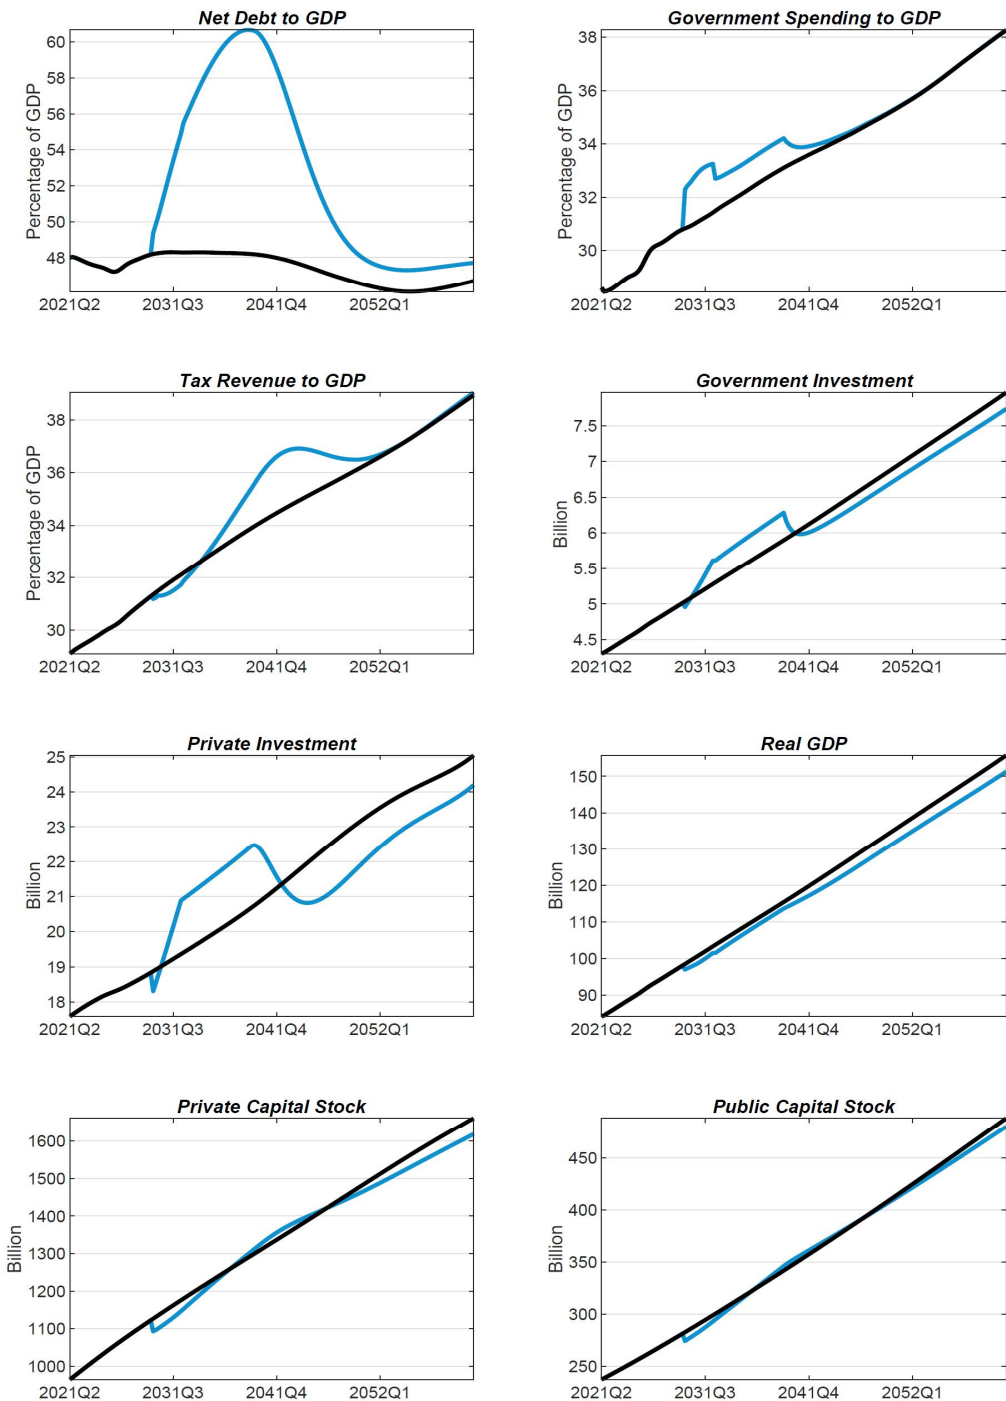 Net Debt to GDP
Percentage of GDP
60
58
56
54
52
50
48
2021Q2 2031Q3 2041Q4 2052Q1
Government Spending to GDP
Percentage of GDP
38
36
34
32
30
2021Q2 2031Q3 2041Q4 2052Q1
Tax Revenue to GDP
Percentage of GDP
38
36
34
32
30
2021Q2 2031Q3 2041Q4 2052Q1
Government Investment
Billion
7.5
7
6.5
6
5.5
5
4.5
2021Q2 2031Q3 2041Q4 2052Q1
Private Investment
Billion
25
24
23
22
21
20
19
18
2021Q2 2031Q3 2041Q4 2052Q1
Real GDP
150
140
130
120
110
100
90
2021Q2 2031Q3 2041Q4 2052Q1
Private Capital Stock
Billion
1600
1500
1400
1300
1200
1100
1000
2021Q2 2031Q3 2041Q4 2052Q1
Public Capital Stock
Billion
450
400
350
300
250
2021Q2 2031Q3 2041Q4 2052Q1